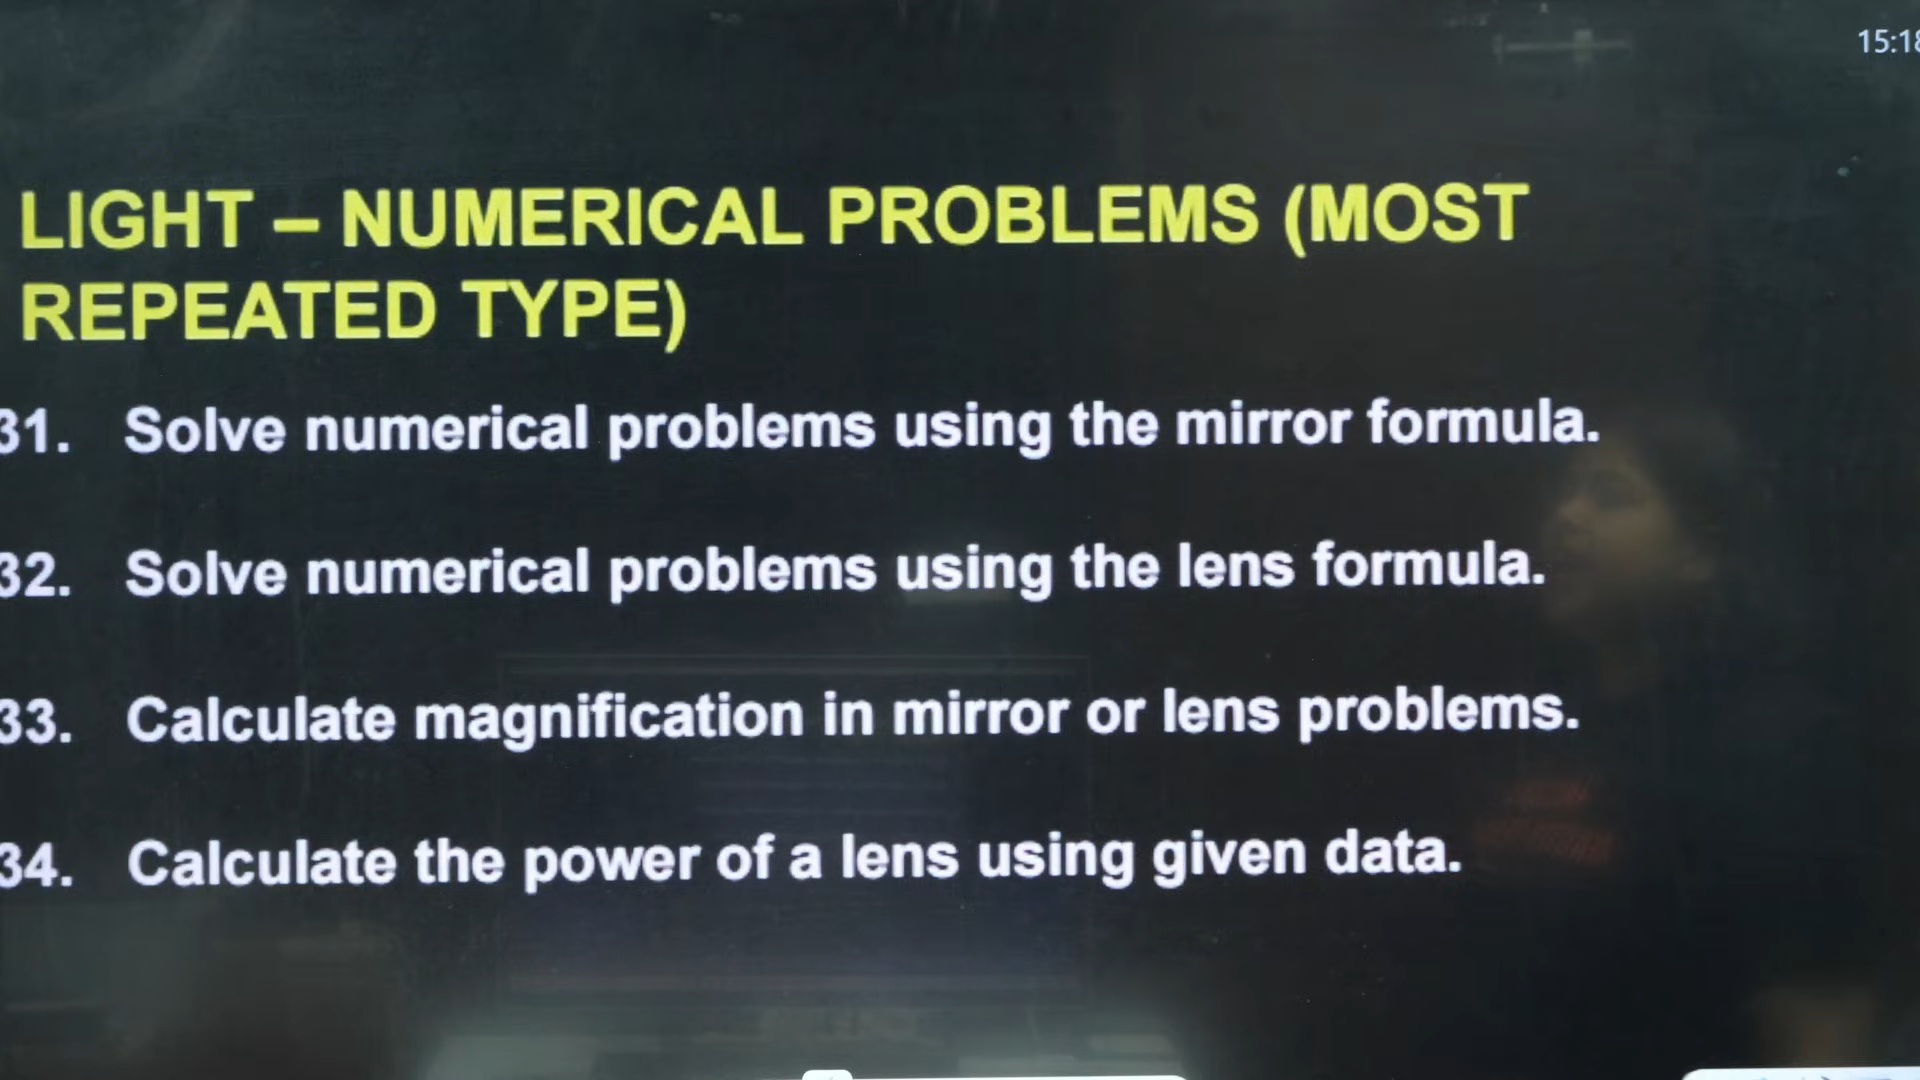 15:18
LIGHT – NUMERICAL PROBLEMS (MOST
REPEATED TYPE)
31. Solve numerical problems using the mirror formula.
32. Solve numerical problems using the lens formula.
33. Calculate magnification in mirror or lens problems.
34. Calculate the power of a lens using given data.